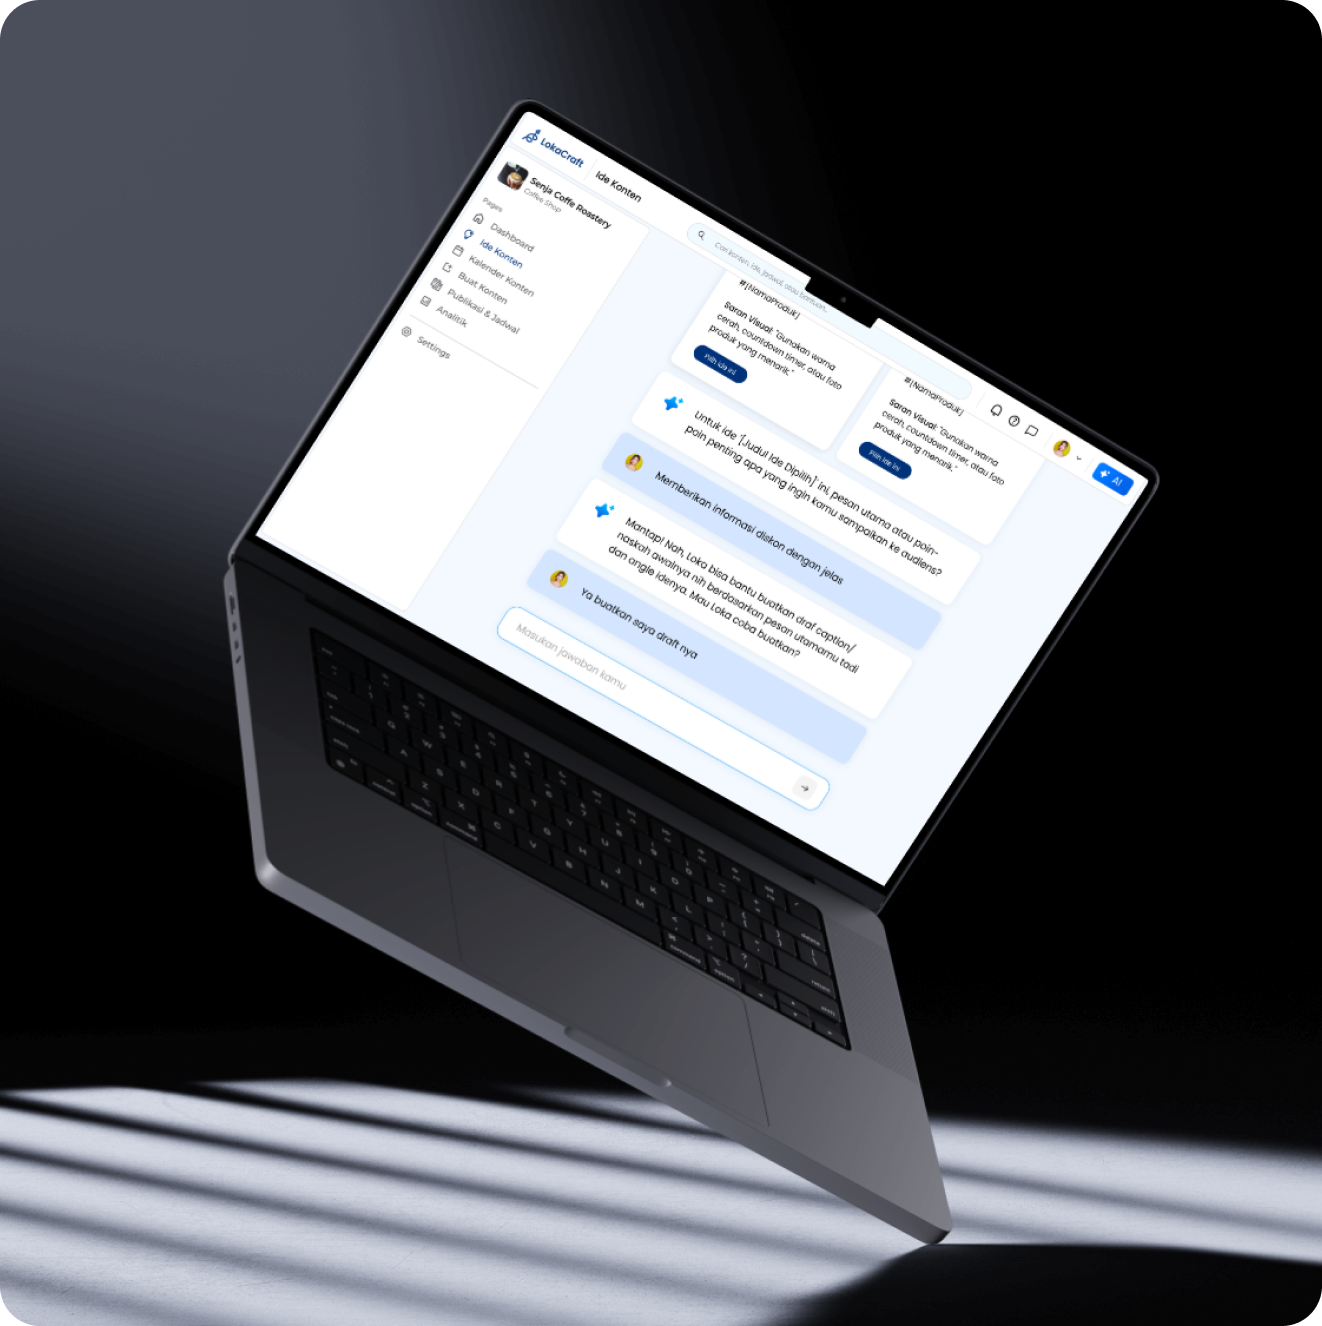 LokaCraft
Ide Konten
Cari konten, ide, jadwal, atau bantuan...
AI
Senja Coffe Roastery
Coffee Shop
Pages
Dashboard
Ide Konten
Kalender Konten
Buat Konten
Publikasi & Jadwal
Analitik
Settings
#[NamaProduk]
Saran Visual: "Gunakan warna
cerah, countdown timer, atau foto
produk yang menarik."
Pilih ide ini
#[NamaProduk]
Saran Visual: "Gunakan warna
cerah, countdown timer, atau foto
produk yang menarik."
Pilih ide ini
Untuk ide '[Judul Ide Dipilih]' ini, pesan utama atau poin-
poin penting apa yang ingin kamu sampaikan ke audiens?
Memberikan informasi diskon dengan jelas
Mantap! Nah, Loka bisa bantu buatkan draf caption/
naskah awalnya nih berdasarkan pesan utamamu tadi
dan angle idenya. Mau Loka coba buatkan?
Ya buatkan saya draft nya
Masukan jawaban kamu